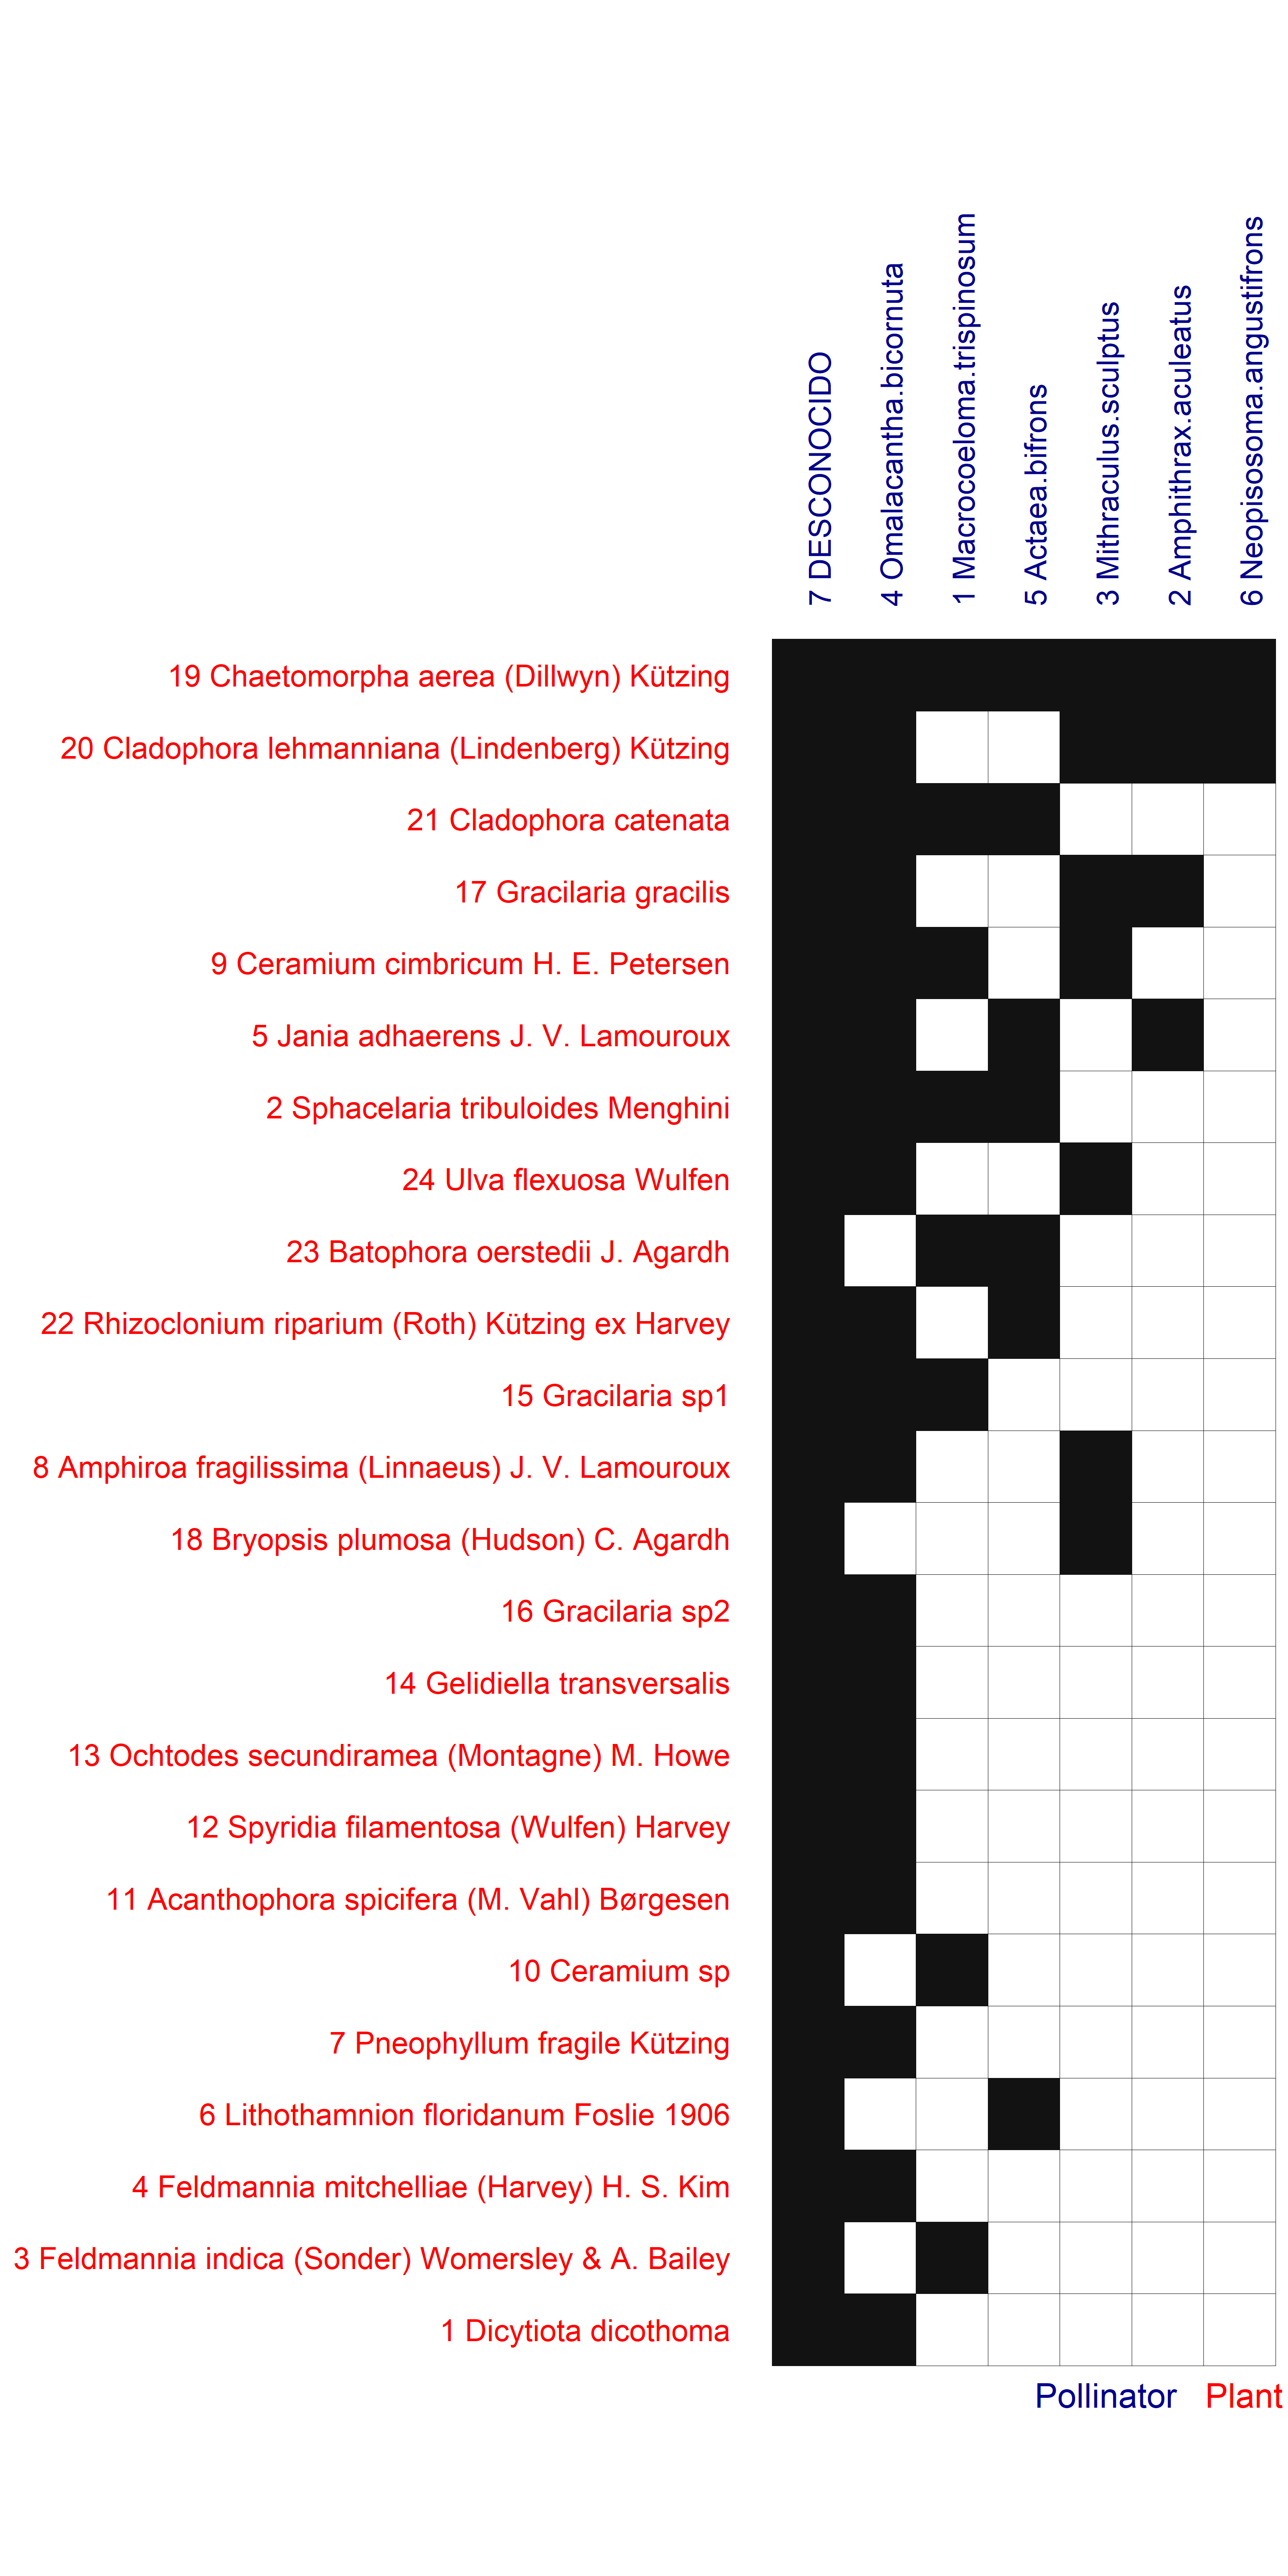 7 DESCONOCIDO
4 Omalacantha.bicornuta
1 Macrocoeloma.trispinosum
5 Actaea.bifrons
3 Mithraculus.sculptus
2 Amphithrax.aculeatus
6 Neopisosoma.angustifrons
19 Chaetomorpha aerea (Dillwyn) Kützing
20 Cladophora lehmanniana (Lindenberg) Kützing
21 Cladophora catenata
17 Gracilaria gracilis
9 Ceramium cimbricum H. E. Petersen
5 Jania adhaerens J. V. Lamouroux
2 Sphacelaria tribuloides Menghini
24 Ulva flexuosa Wulfen
23 Batophora oerstedii J. Agardh
22 Rhizoclonium riparium (Roth) Kützing ex Harvey
15 Gracilaria sp1
8 Amphiroa fragilissima (Linnaeus) J. V. Lamouroux
18 Bryopsis plumosa (Hudson) C. Agardh
16 Gracilaria sp2
14 Gelidiella transversalis
13 Ochtodes secundiramea (Montagne) M. Howe
12 Spyridia filamentosa (Wulfen) Harvey
11 Acanthophora spicifera (M. Vahl) Børgesen
10 Ceramium sp
7 Pneophyllum fragile Kützing
6 Lithothamnion floridanum Foslie 1906
4 Feldmannia mitchelliae (Harvey) H. S. Kim
3 Feldmannia indica (Sonder) Womersley & A. Bailey
1 Dicytiota dicothoma
Pollinator Plant